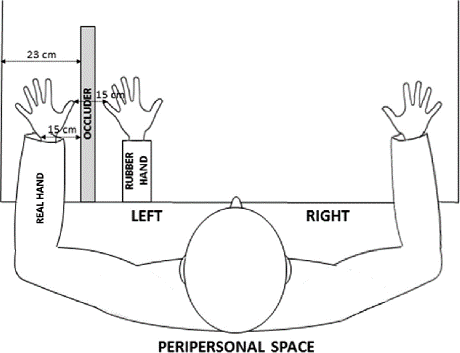 23 cm
15 cm
15 cm
OCCLUDER
RUBBER
HAND
REAL HAND
LEFT
RIGHT
PERIPERSONAL SPACE